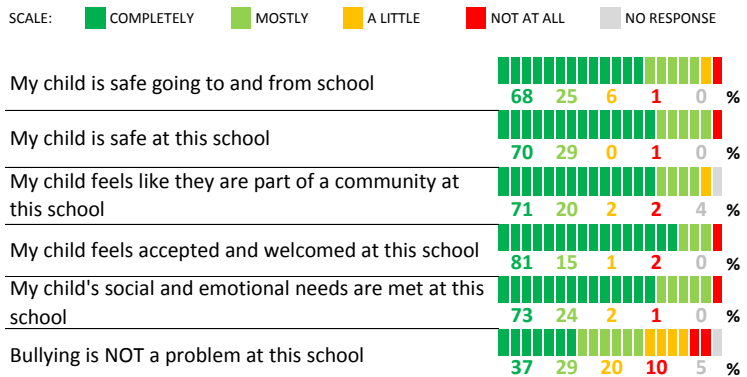 SCALE: COMPLETELY MOSTLY A LITTLE NOT AT ALL NO RESPONSE
My child is safe going to and from school
68 25 6 1 0 %
My child is safe at this school
70 29 0 1 0 %
My child feels like they are part of a community at
this school
71 20 2 2 4 %
My child feels accepted and welcomed at this school
81 15 1 2 0 %
My child's social and emotional needs are met at this
school
73 24 2 1 0 %
Bullying is NOT a problem at this school
37 29 20 10 5 %